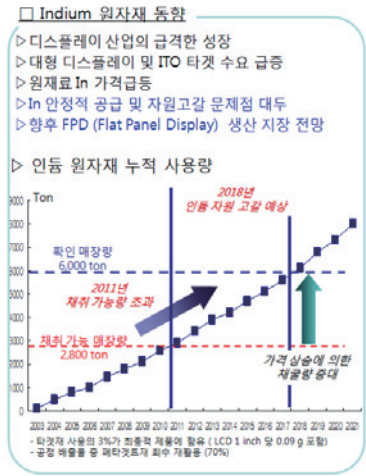 □ Indium 원자재 동향
▷디스플레이 산업의 급격한 성장
▷대형 디스플레이 및 ITO 타겟 수요 급증
▷원재료 In 가격급등
▷In 안정적 공급 및 자원고갈 문제점 대두
▷향후 FPD (Flat Panel Display) 생산 지장 전망
▷ 인듐 원자재 누적 사용량
Ton
2018년
인듐 자원 고갈 예상
확인 매장량
6,000 ton
2011년
채취 가능량 초과
채취 가능 매장량
2,800 ton
가격 상승에 의한
채굴량 증대
9000
8000
7000
6000
5000
4000
3000
2000
1000
0
2003 2004 2005 2006 2006 2007 2008 2009 2010 2011 2012 2013 2014 2015 2016 2017 2018 2019 2020 2021
- 타겟재 사용의 3%가 최종적 제품에 함유 ( LCD 1 inch 당 0.09 g 포함)
- 공정 배출물 중 폐타겟트재 회수 재활용 (70%)